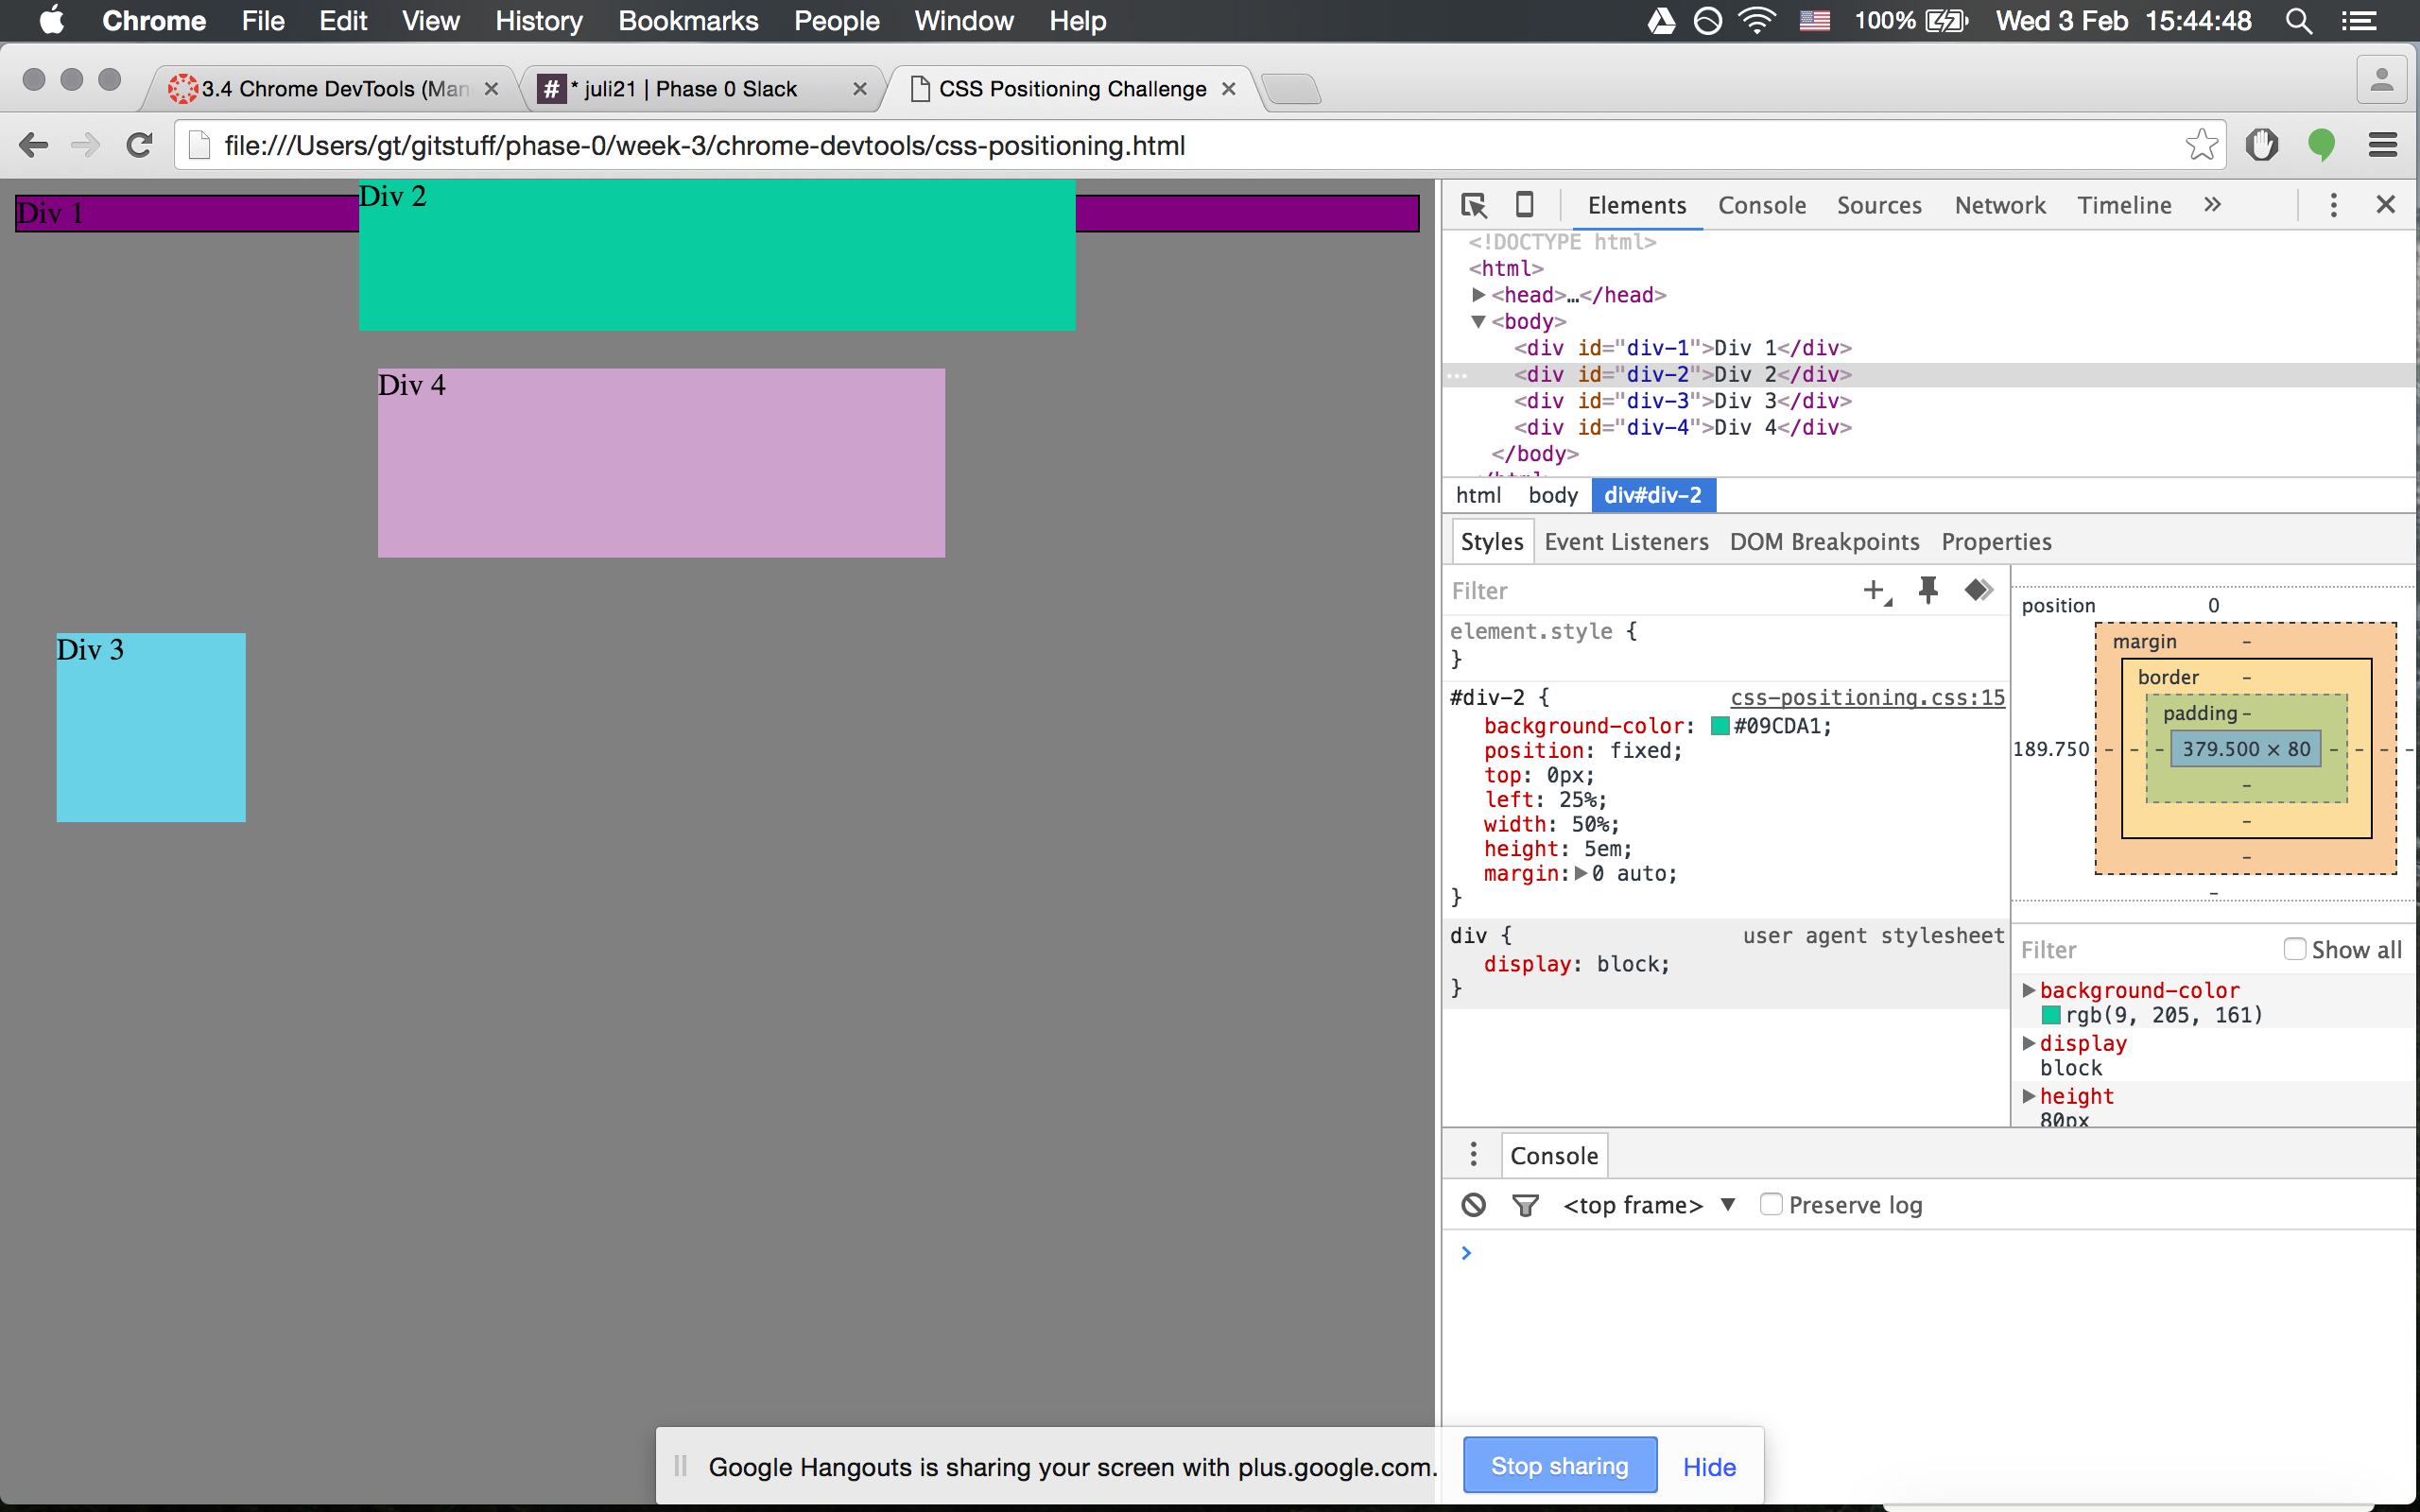 Chrome File Edit View History Bookmarks People Window Help 100% Wed 3 Feb 15:44:48
3.4 Chrome DevTools (Man
# * juli21 | Phase 0 Slack
CSS Positioning Challenge
file:///Users/gt/gitstuff/phase-0/week-3/chrome-devtools/css-positioning.html
Div 1
Div 2
Div 4
Div 3
Elements Console Sources Network Timeline »
<!DOCTYPE html>
<html>
<head>…</head>
<body>
<div id="div-1">Div 1</div>
<div id="div-2">Div 2</div>
<div id="div-3">Div 3</div>
<div id="div-4">Div 4</div>
</body>
html body div#div-2
Styles Event Listeners DOM Breakpoints Properties
Filter
element.style {
}
#div-2 { css-positioning.css:15
background-color: #09CDA1;
position: fixed;
top: 0px;
left: 25%;
width: 50%;
height: 5em;
margin: 0 auto;
}
div { user agent stylesheet
display: block;
}
position 0
margin -
border -
padding -
189.750 - - - 379.500 × 80 - - - -
-
-
-
-
Filter Show all
background-color
rgb(9, 205, 161)
display
block
height
80px
Console
<top frame> Preserve log
>
Google Hangouts is sharing your screen with plus.google.com. Stop sharing Hide